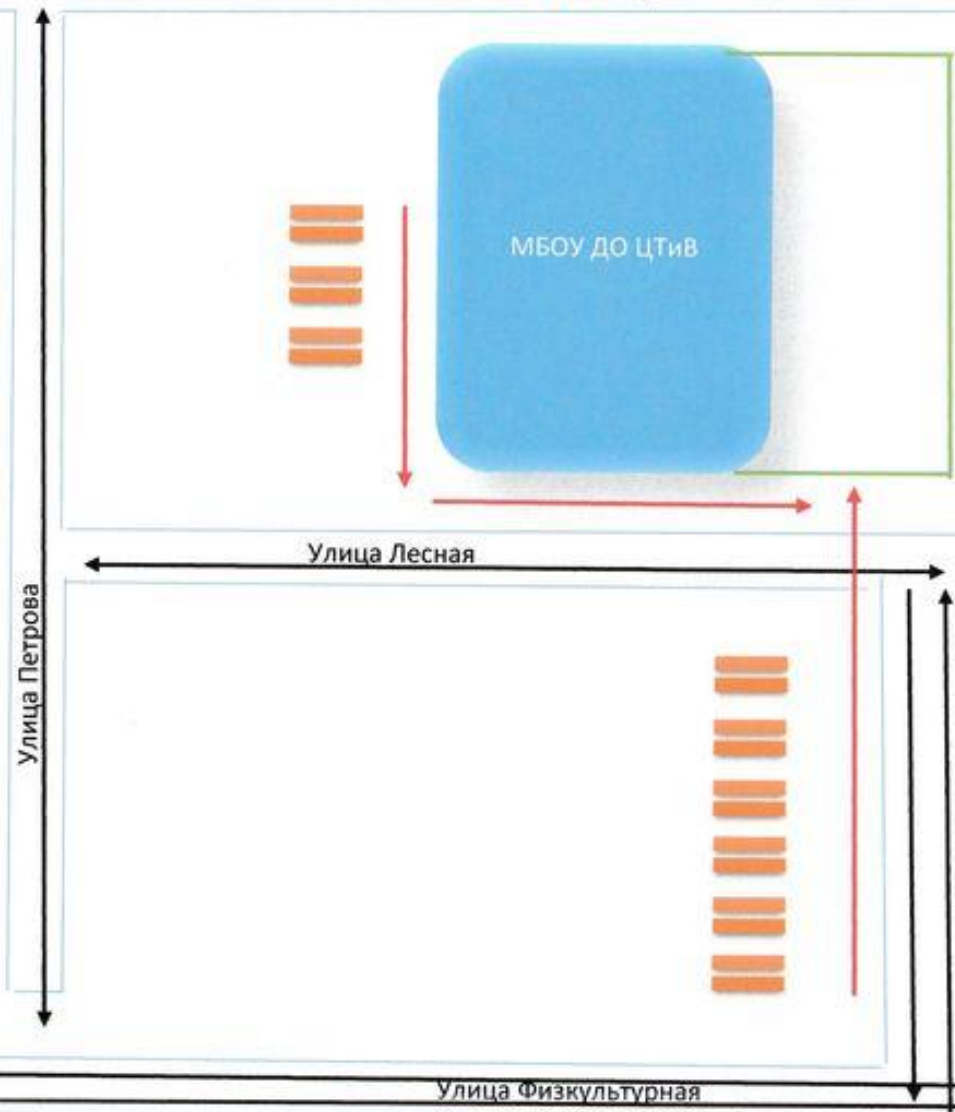 МБОУ ДО ЦТиВ
Улица Лесная
Улица Петрова
Улица Физкультурная